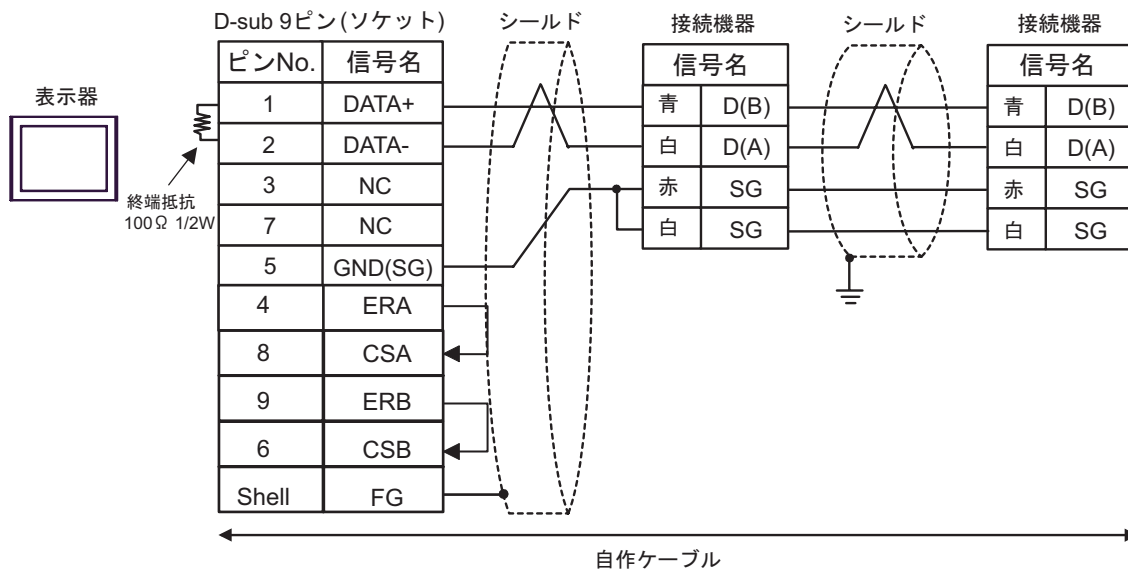 D-sub 9ピン(ソケット)
シールド
接続機器
シールド
接続機器
表示器
終端抵抗
100Ω 1/2W
ピンNo. 信号名
1 DATA+
2 DATA-
3 NC
7 NC
5 GND(SG)
4 ERA
8 CSA
9 ERB
6 CSB
Shell FG
信号名
青 D(B)
白 D(A)
赤 SG
白 SG
信号名
青 D(B)
白 D(A)
赤 SG
白 SG
自作ケーブル